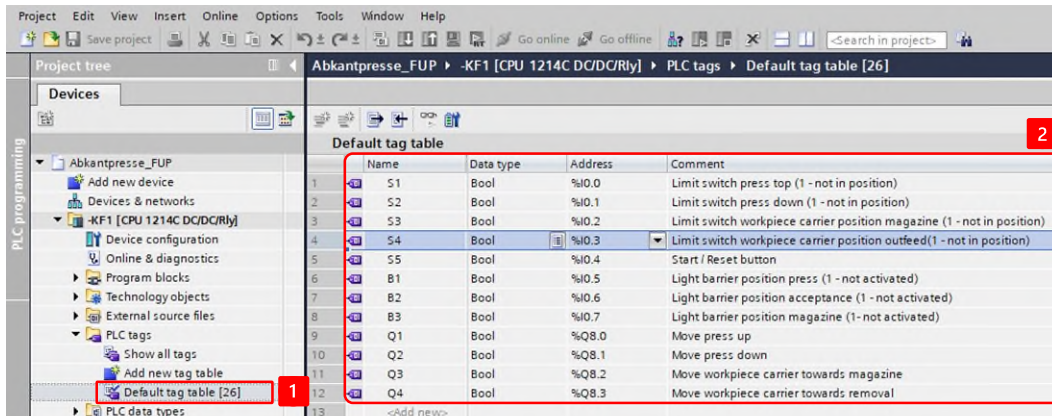 Project Edit View Insert Online Options Tools Window Help
Save project Go online Go offline <Search in project>
Project tree
Abkantpresse_FUP ▸ -KF1 [CPU 1214C DC/DC/Rly] ▸ PLC tags ▸ Default tag table [26]
Devices
PLC programming
Abkantpresse_FUP
Add new device
Devices & networks
-KF1 [CPU 1214C DC/DC/Rly]
Device configuration
Online & diagnostics
Program blocks
Technology objects
External source files
PLC tags
Show all tags
Add new tag table
Default tag table [26]
1
PLC data types
Default tag table
2
Name Data type Address Comment
1 S1 Bool %I0.0 Limit switch press top (1 - not in position)
2 S2 Bool %I0.1 Limit switch press down (1 - not in position)
3 S3 Bool %I0.2 Limit switch workpiece carrier position magazine (1 - not in position)
4 S4 Bool %I0.3 Limit switch workpiece carrier position outfeed(1 - not in position)
5 S5 Bool %I0.4 Start / Reset button
6 B1 Bool %I0.5 Light barrier position press (1 - not activated)
7 B2 Bool %I0.6 Light barrier position acceptance (1 - not activated)
8 B3 Bool %I0.7 Light barrier position magazine (1- not activated)
9 Q1 Bool %Q8.0 Move press up
10 Q2 Bool %Q8.1 Move press down
11 Q3 Bool %Q8.2 Move workpiece carrier towards magazine
12 Q4 Bool %Q8.3 Move workpiece carrier towards removal
13 <Add new>